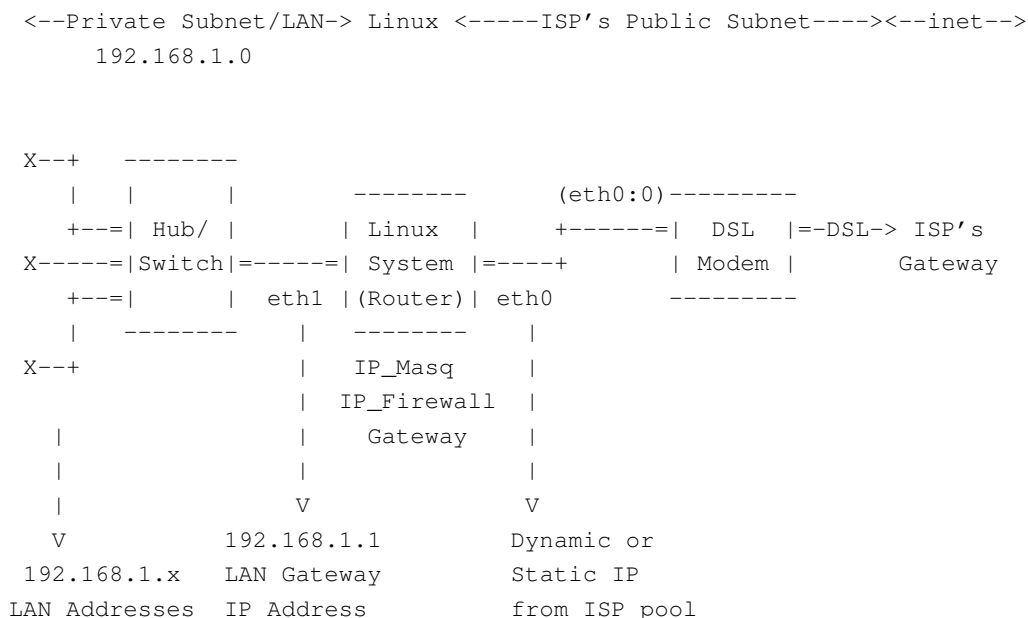 <--Private Subnet/LAN-> Linux <-----ISP's Public Subnet----><--inet-->
     192.168.1.0
 X--+   --------
    |   |      |        --------      (eth0:0)---------
    +--=| Hub/ |       | Linux  |     +------=|  DSL  |=-DSL-> ISP's
 X-----=|Switch|=-----=| System |=----+       | Modem |       Gateway
    +--=|      |  eth1 |(Router)| eth0        ---------
    |   --------    |   --------    |
 X--+               |   IP_Masq     |
                    |  IP_Firewall  |
   |                |    Gateway    |
   |                |               |
   |                V               V
   V           192.168.1.1        Dynamic or
 192.168.1.x   LAN Gateway        Static IP
LAN Addresses  IP Address         from ISP pool